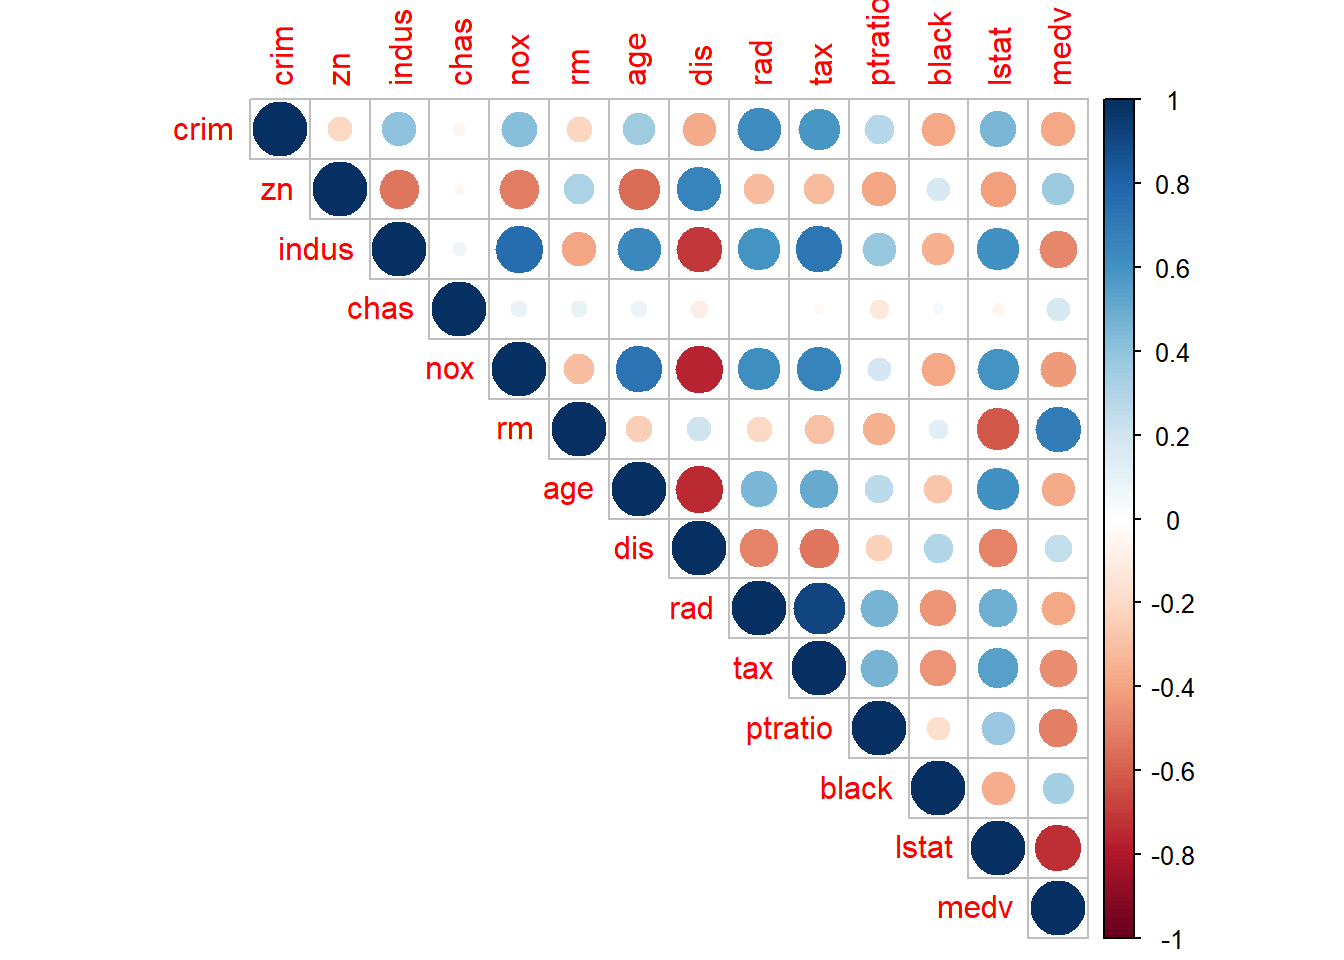 crim
zn
indus
chas
nox
rm
age
dis
rad
tax
ptratio
black
lstat
medv
crim
zn
indus
chas
nox
rm
age
dis
rad
tax
ptratio
black
lstat
medv
1
0.8
0.6
0.4
0.2
0
-0.2
-0.4
-0.6
-0.8
-1